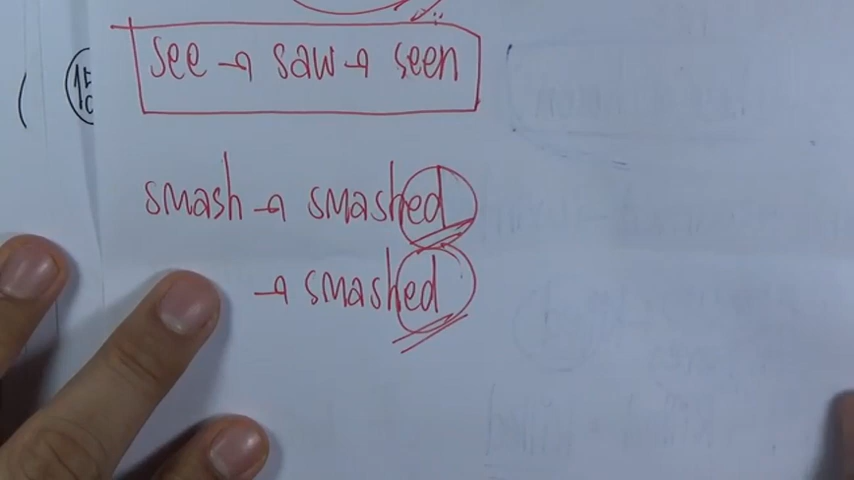 see → saw → seen
smash → smashed
→ smashed